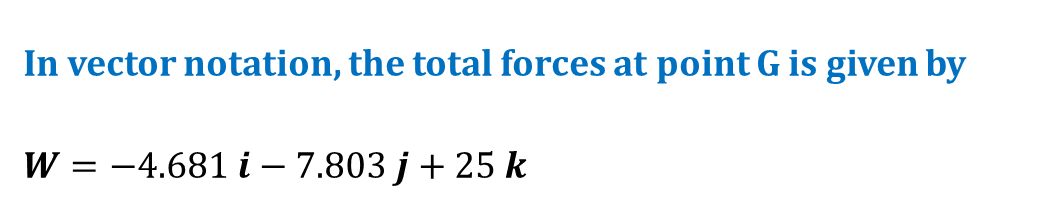 In vector notation, the total forces at point G is given by
W = −4.681 i − 7.803 j + 25 k